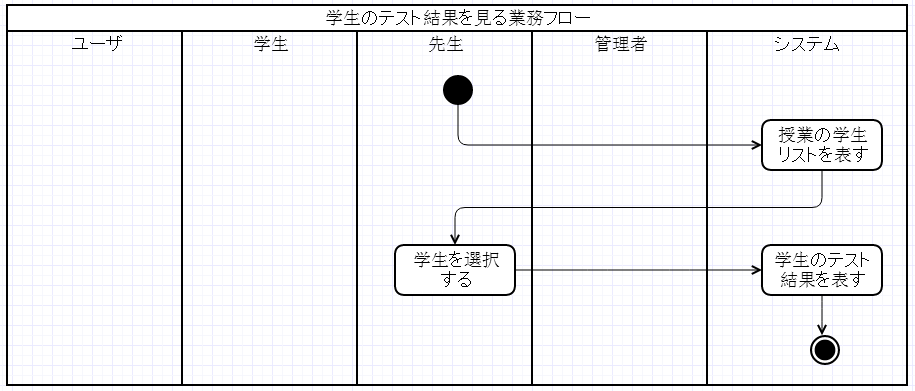 学生のテスト結果を見る業務フロー
ユーザ
学生
先生
管理者
システム
授業の学生
リストを表す
学生を選択
する
学生のテスト
結果を表す